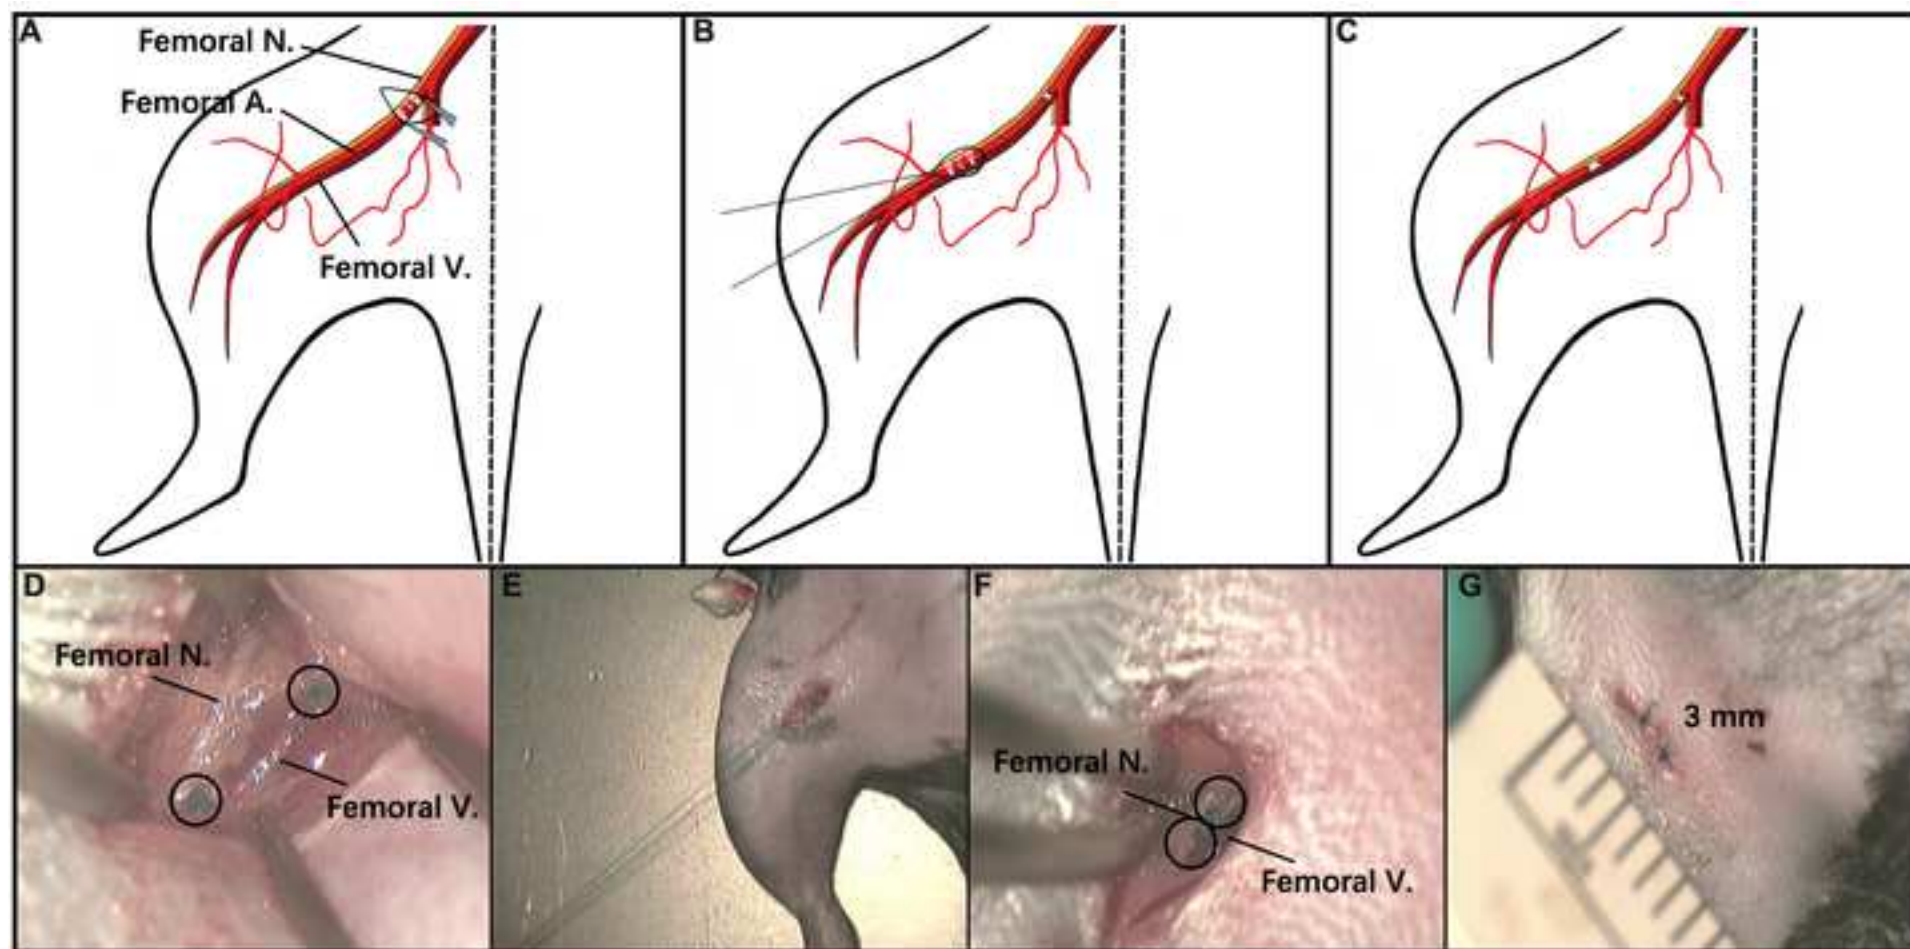 A
Femoral N.
Femoral A.
Femoral V.
B
C
D
Femoral N.
Femoral V.
E
F
Femoral N.
Femoral V.
G
3 mm